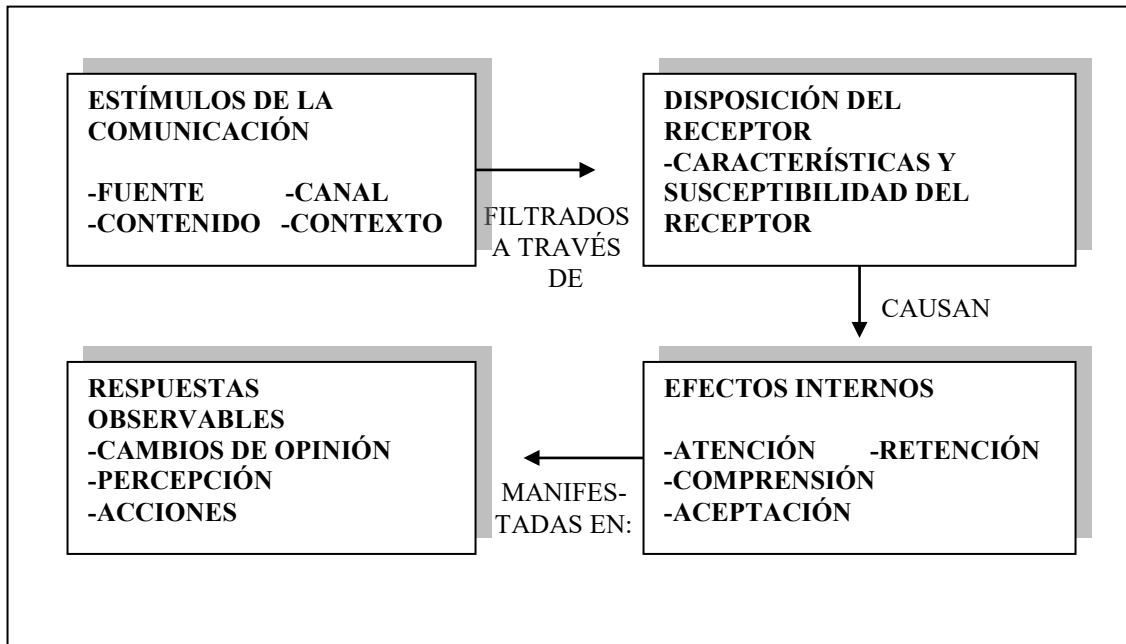 ESTÍMULOS DE LA
COMUNICACIÓN
-FUENTE -CANAL
-CONTENIDO -CONTEXTO
FILTRADOS
A TRAVÉS
DE
DISPOSICIÓN DEL
RECEPTOR
-CARACTERÍSTICAS Y
SUSCEPTIBILIDAD DEL
RECEPTOR
CAUSAN
EFECTOS INTERNOS
-ATENCIÓN -RETENCIÓN
-COMPRENSIÓN
-ACEPTACIÓN
MANIFES-
TADAS EN:
RESPUESTAS
OBSERVABLES
-CAMBIOS DE OPINIÓN
-PERCEPCIÓN
-ACCIONES